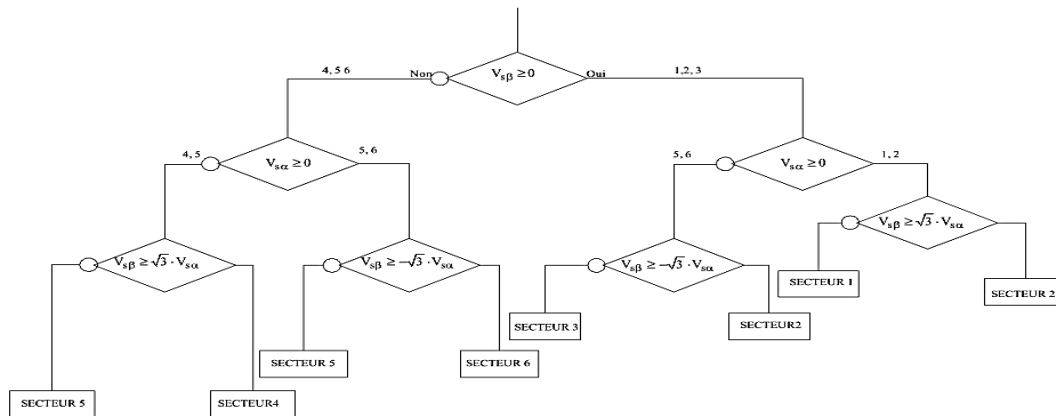 4, 5 6
Non
V_sβ ≥ 0
Oui
1,2, 3
4, 5
V_sα ≥ 0
5, 6
5, 6
V_sα ≥ 0
1, 2
V_sβ ≥ √3 · V_sα
V_sβ ≥ √3 · V_sα
V_sβ ≥ -√3 · V_sα
V_sβ ≥ -√3 · V_sα
SECTEUR 1
SECTEUR 2
SECTEUR 3
SECTEUR2
SECTEUR 5
SECTEUR 6
SECTEUR 5
SECTEUR4